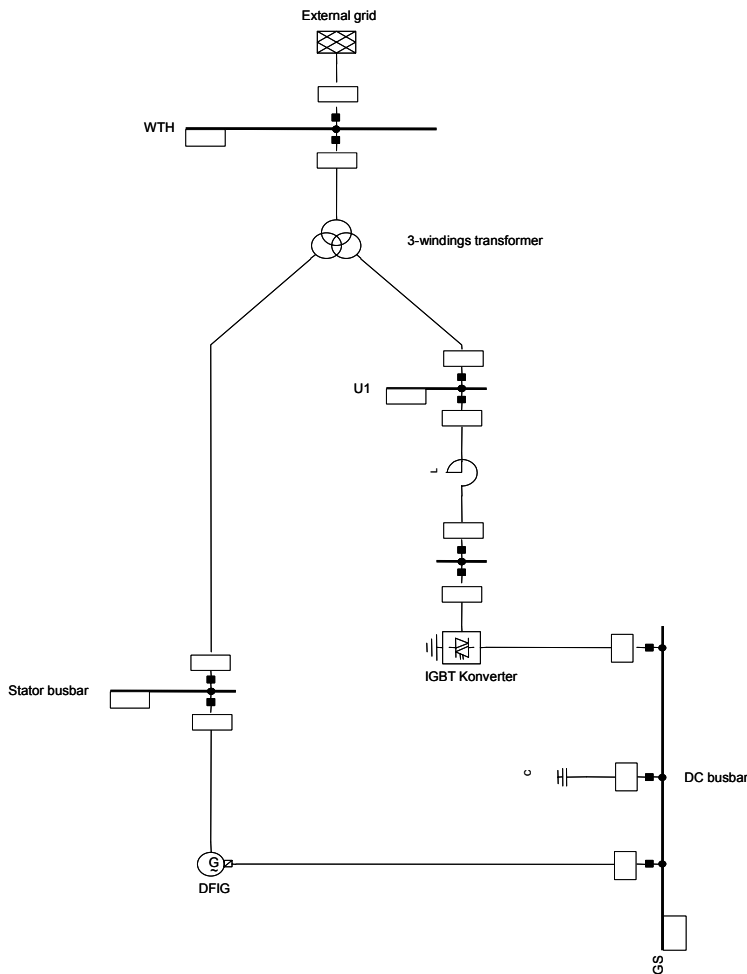 External grid
WTH
3-windings transformer
U1
L
IGBT Konverter
Stator busbar
C
DC busbar
G
~
DFIG
GS